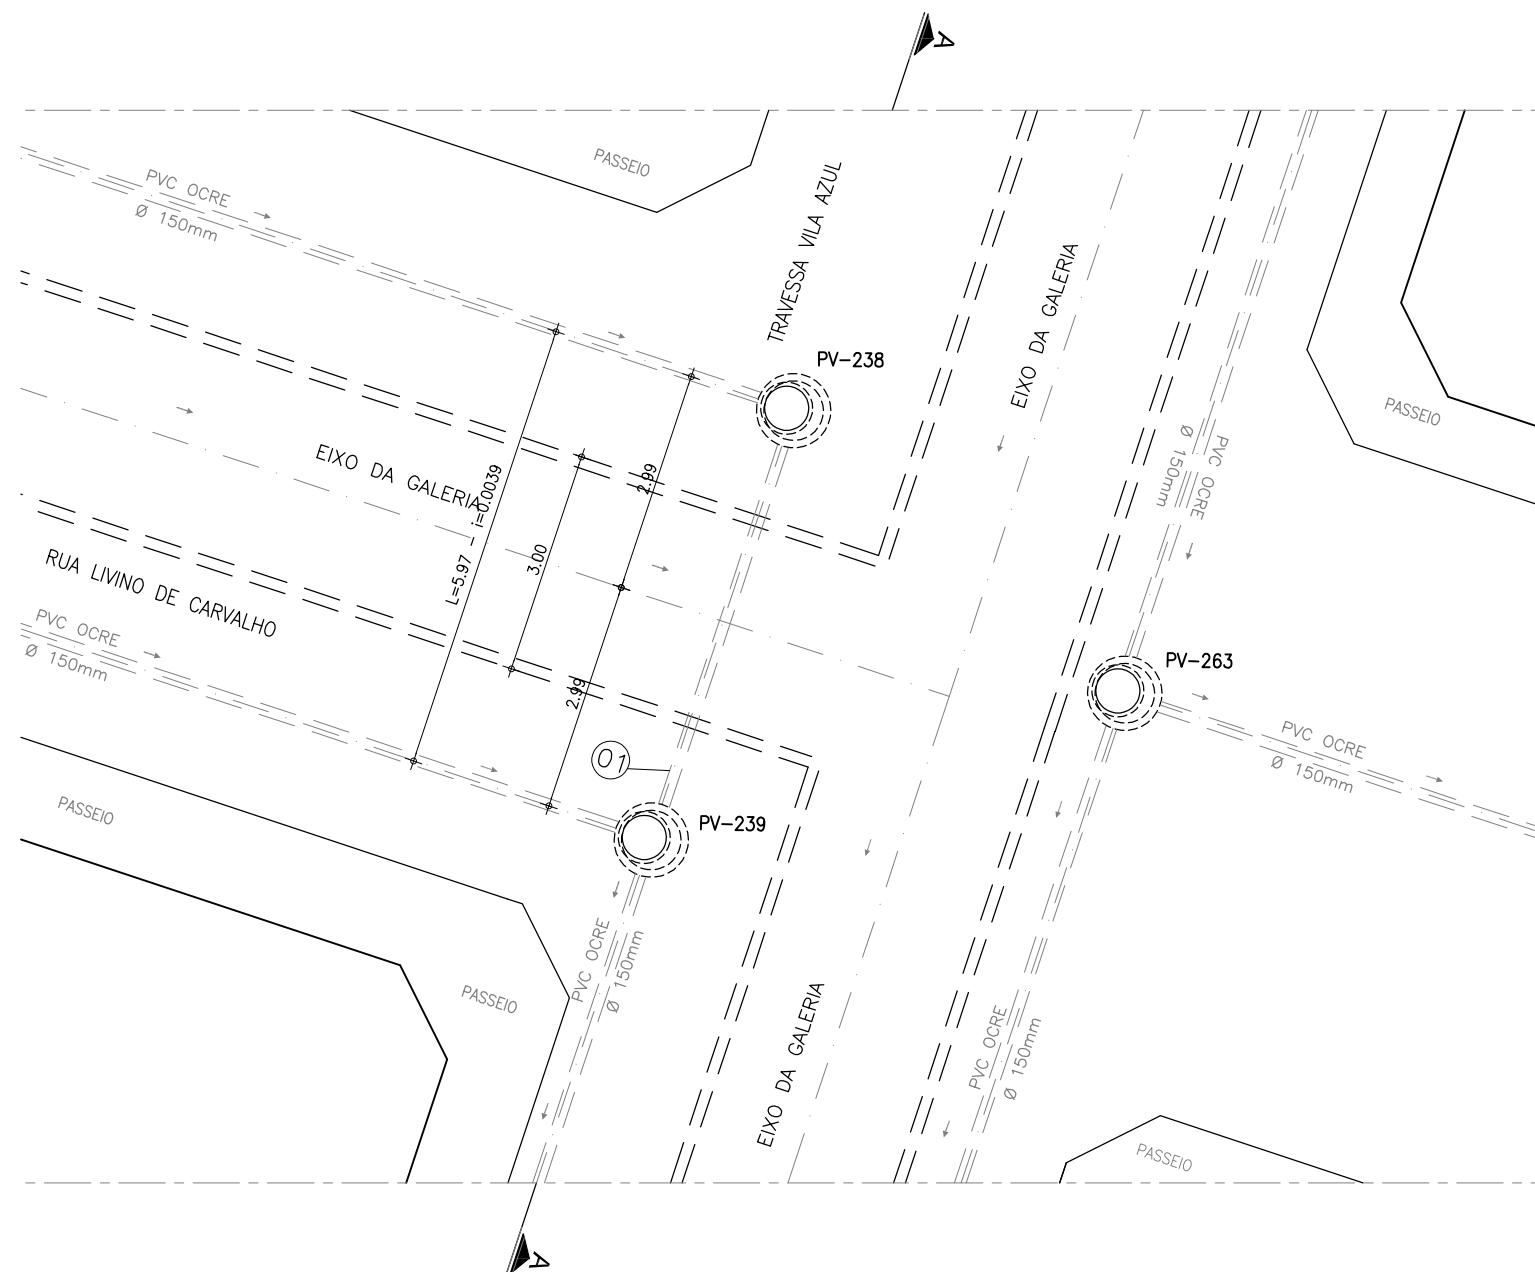 A
PASSEIO
PVC OCRE
Ø 150mm
TRAVESSA VILA AZUL
EIXO DA GALERIA
PV-238
PASSEIO
EIXO DA GALERIA
L=5.97 - i=0.0039
3.00
2.99
PVC OCRE
Ø 150mm
RUA LIVINO DE CARVALHO
PVC OCRE
Ø 150mm
2.99
PV-263
01
PVC OCRE
Ø 150mm
PASSEIO
PV-239
PASSEIO
PVC OCRE
Ø 150mm
EIXO DA GALERIA
PVC OCRE
Ø 150mm
PASSEIO
A